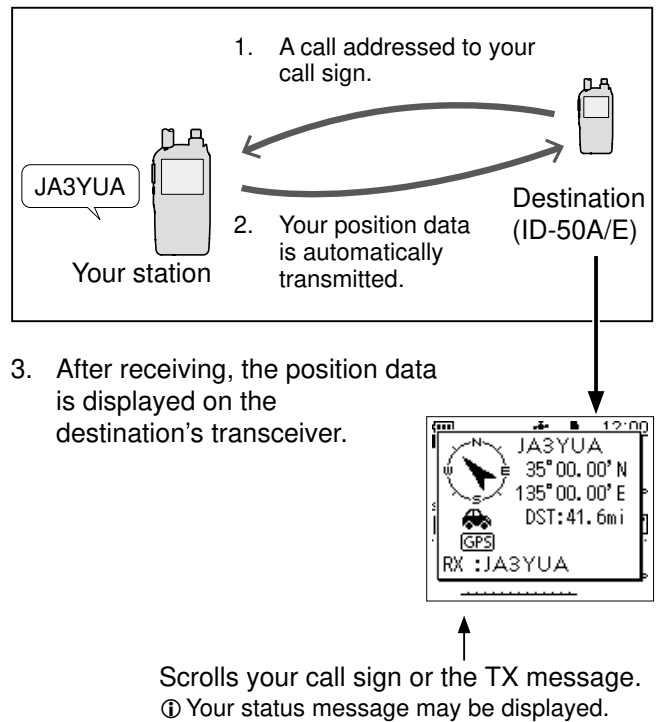 1. A call addressed to your
call sign.
JA3YUA
Your station
2. Your position data
is automatically
transmitted.
Destination
(ID-50A/E)
3. After receiving, the position data
is displayed on the
destination's transceiver.
12:00
N
W
E
S
JA3YUA
35°00.00'N
135°00.00'E
DST:41.6mi
GPS
RX :JA3YUA
Scrolls your call sign or the TX message.
ⓘ Your status message may be displayed.